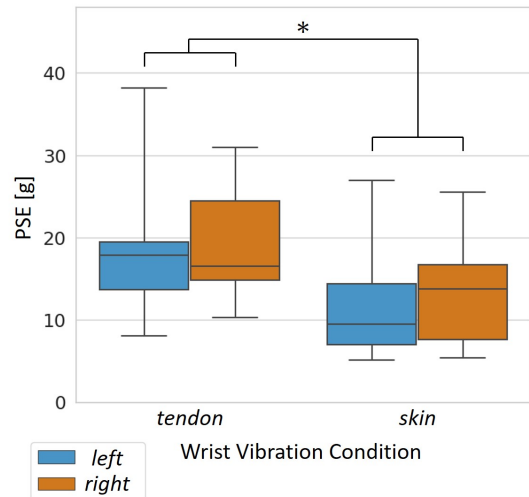 *
40
30
20
10
0
PSE [g]
tendon skin
Wrist Vibration Condition
left
right